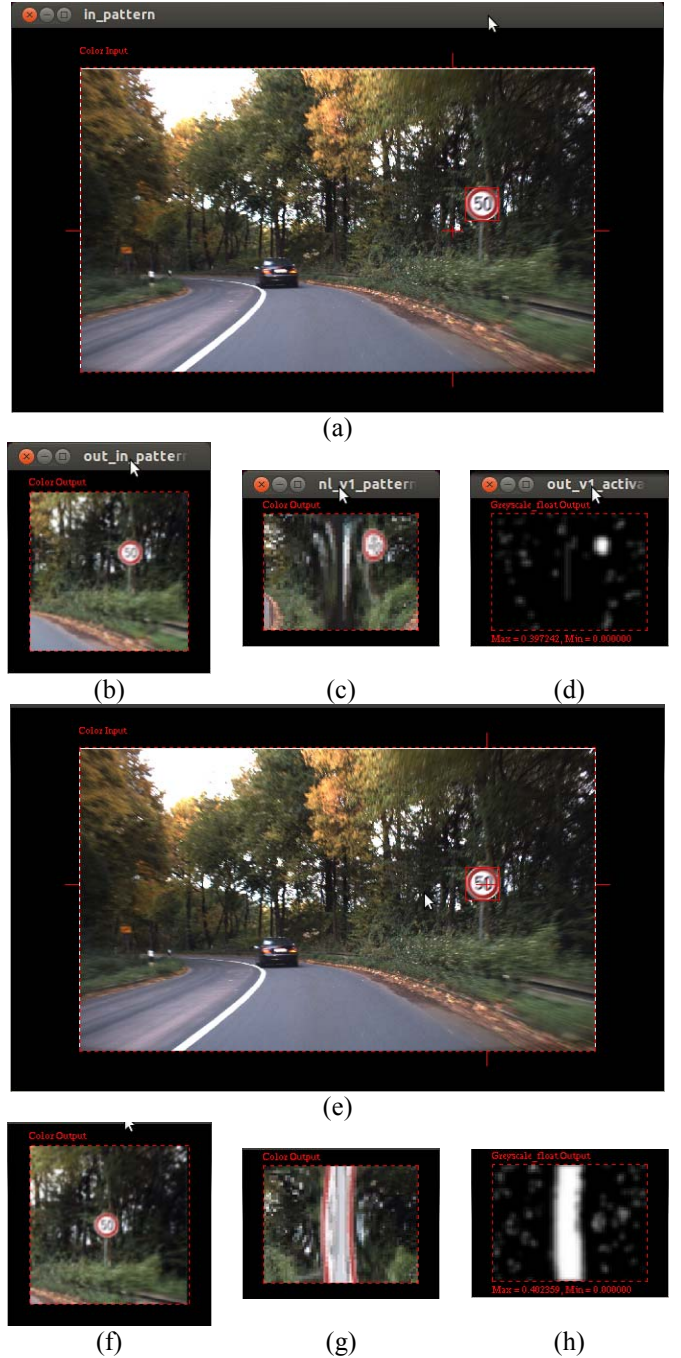 in_pattern
Color Input
50
(a)
out_in_patter
nl_v1_pattern
out_v1_activa
Color Output
Color Output
Greyscale_float Output
50
Max = 0.397242, Min = 0.000000
(b)
(c)
(d)
Color Input
50
(e)
Color Output
Color Output
Greyscale_float Output
50
Max = 0.402359, Min = 0.000000
(f)
(g)
(h)